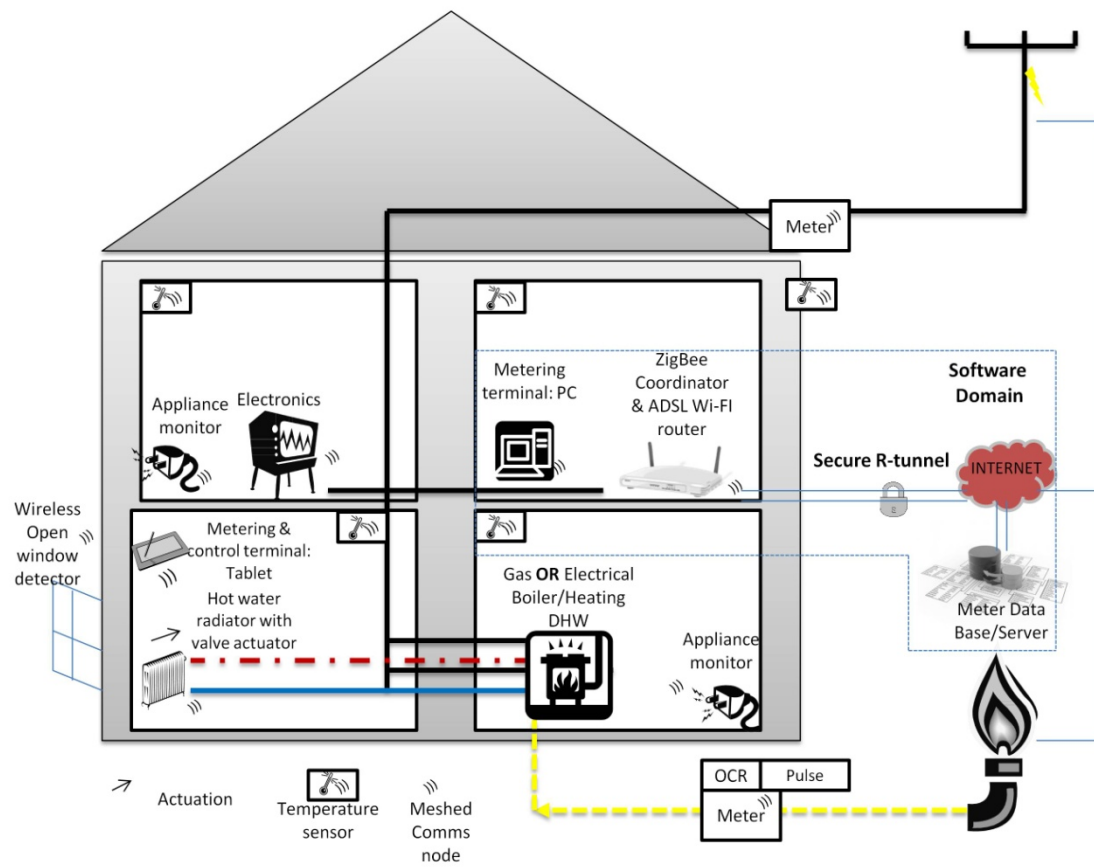 Meter
Metering
terminal: PC
ZigBee
Coordinator
& ADSL Wi-FI
router
Software
Domain
Appliance
monitor
Electronics
Secure R-tunnel
INTERNET
Wireless
Open
window
detector
Metering &
control terminal:
Tablet
Hot water
radiator with
valve actuator
Gas OR Electrical
Boiler/Heating
DHW
Appliance
monitor
Meter Data
Base/Server
OCR
Pulse
Meter
Actuation
Temperature
sensor
Meshed
Comms
node